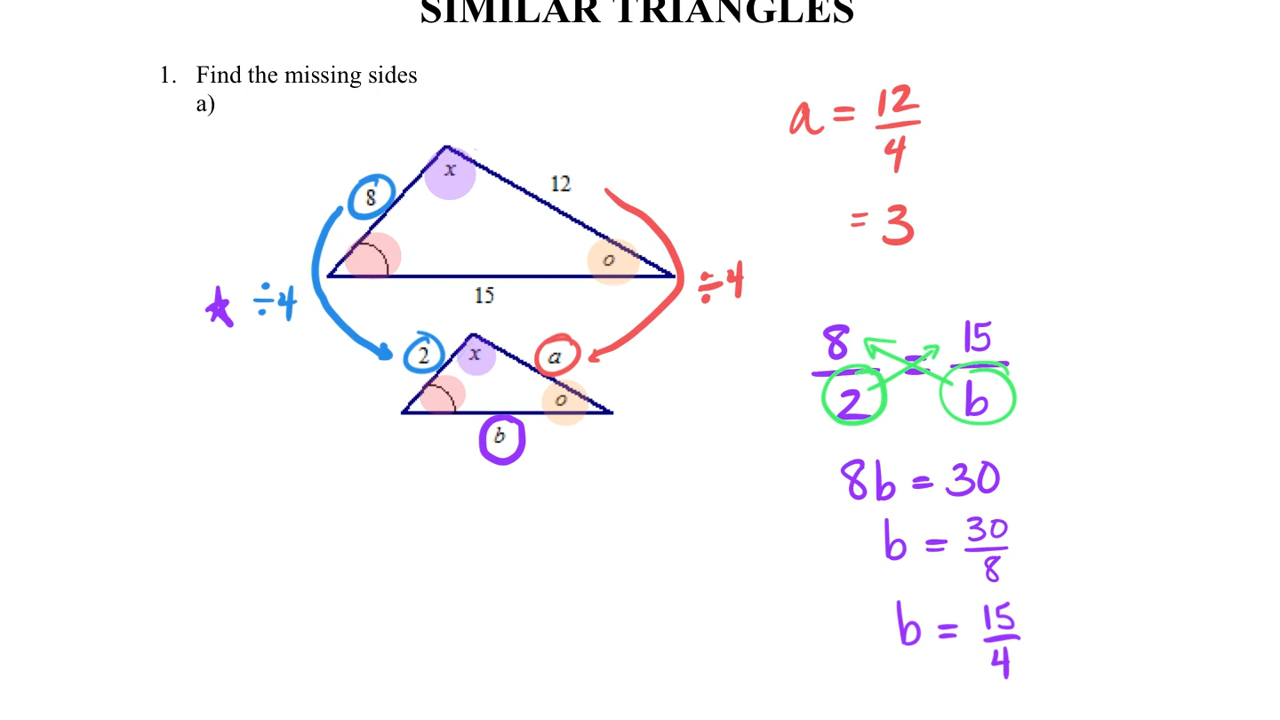 SIMILAR TRIANGLES
1. Find the missing sides
a)
x
8
12
o
15
÷4
÷4
2
x
a
o
b
a = 12/4
= 3
8/2 = 15/b
8b = 30
b = 30/8
b = 15/4